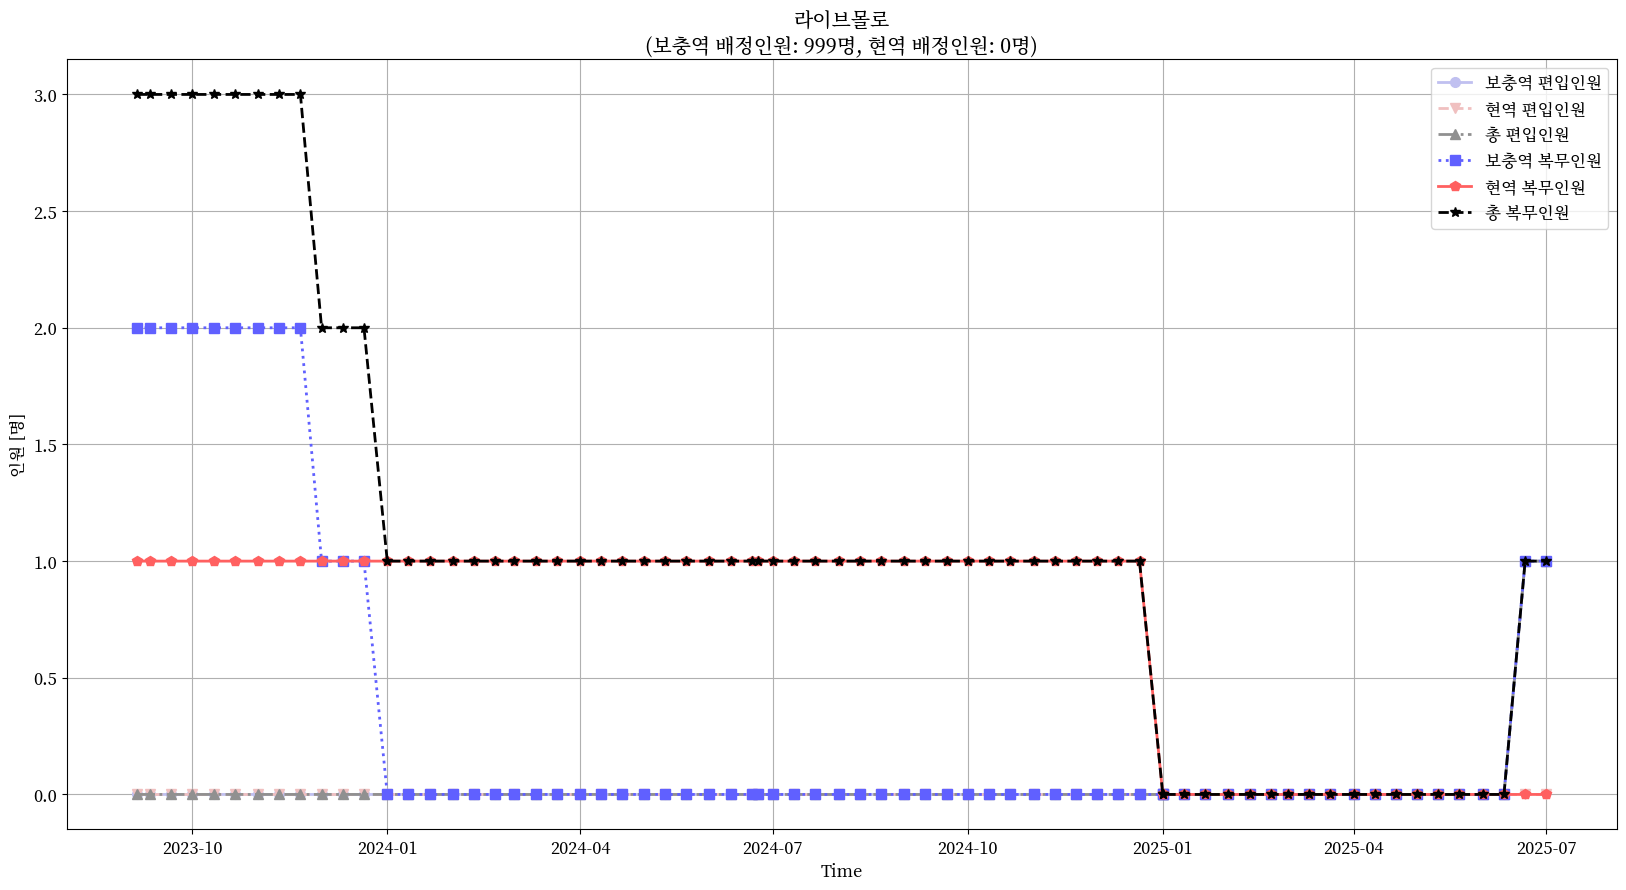 라이브몰로
(보충역 배정인원: 999명, 현역 배정인원: 0명)
3.0
2.5
2.0
1.5
1.0
0.5
0.0
인원 [명]
보충역 편입인원
현역 편입인원
총 편입인원
보충역 복무인원
현역 복무인원
총 복무인원
2023-10
2024-01
2024-04
2024-07
2024-10
2025-01
2025-04
2025-07
Time